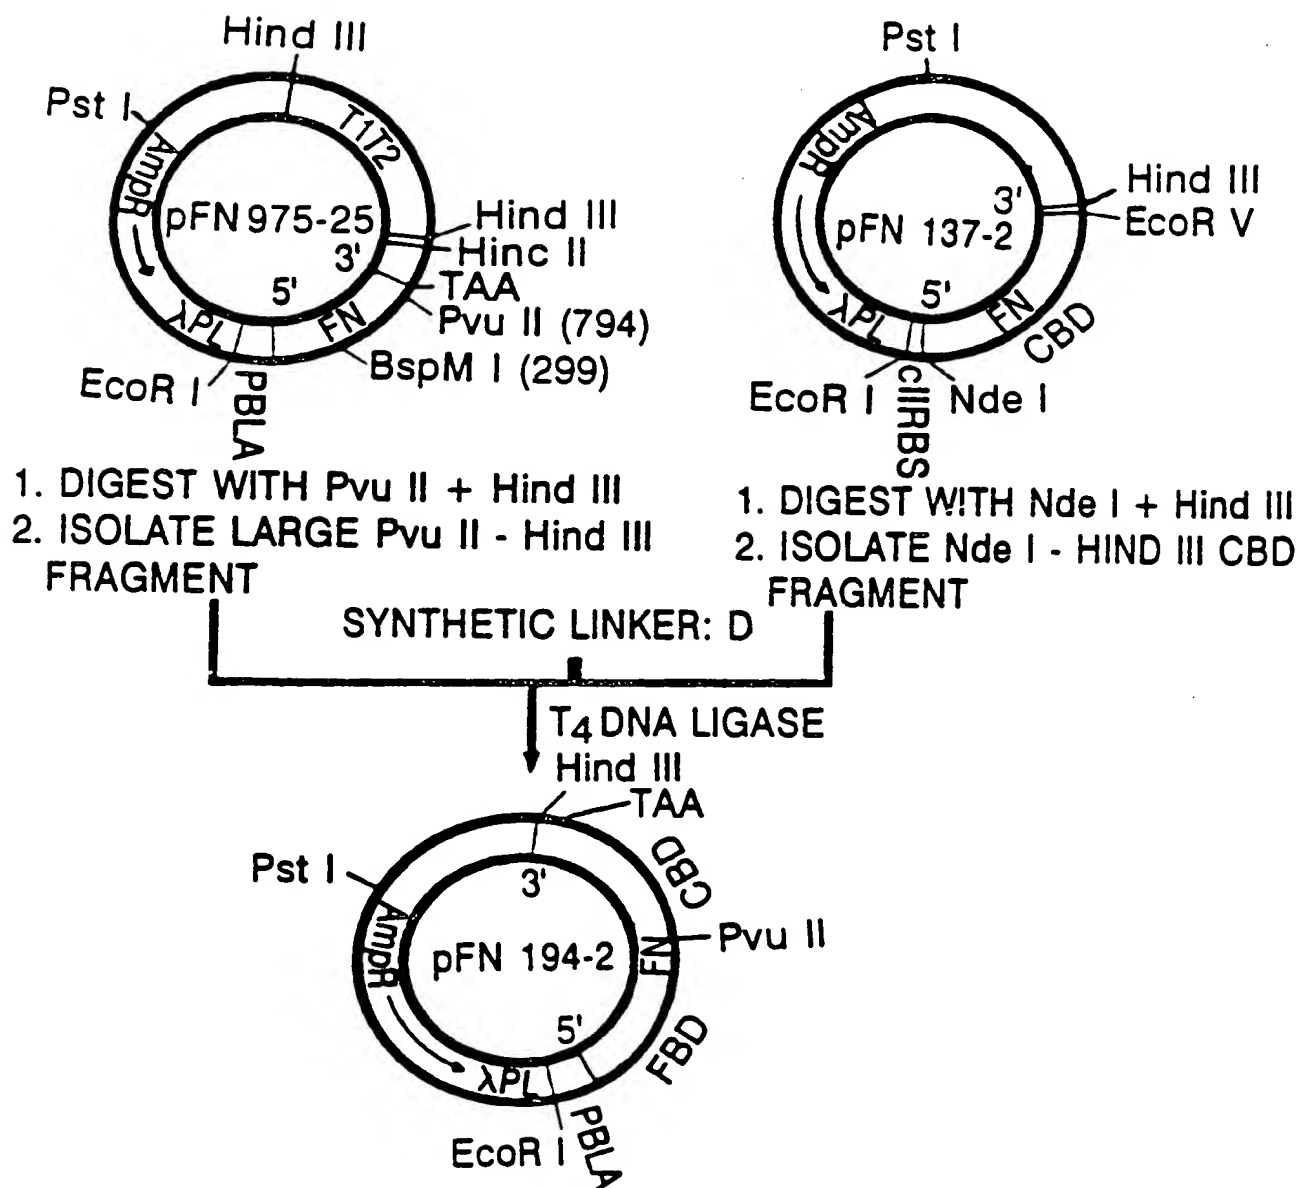 Hind III
Pst I
AmpR
T1T2
pFN 975-25
Hind III
3'
Hinc II
TAA
5'
Pvu II (794)
λPL
FN
BspM I (299)
EcoR I
PBLA
1. DIGEST WITH Pvu II + Hind III
2. ISOLATE LARGE Pvu II - Hind III
FRAGMENT
Pst I
AmpR
Hind III
3'
EcoR V
pFN 137-2
5'
λPL
FN
CBD
EcoR I
cIIRBS
Nde I
1. DIGEST WITH Nde I + Hind III
2. ISOLATE Nde I - HIND III CBD
FRAGMENT
SYNTHETIC LINKER: D
T4 DNA LIGASE
Hind III
TAA
CBD
Pst I
3'
AmpR
pFN 194-2
FN
Pvu II
5'
FBD
λPL
EcoR I
PBLA